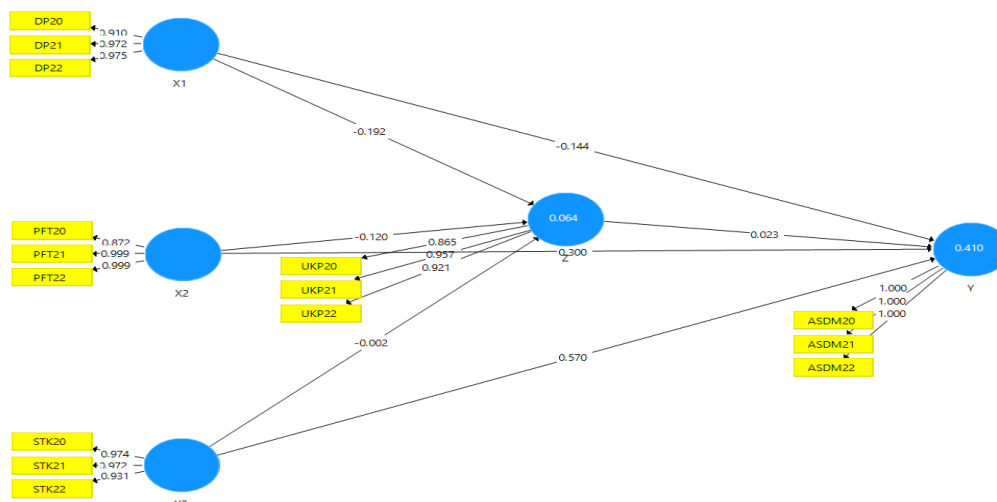 DP20
0.910
DP21
0.972
DP22
0.975
X1
-0.192
-0.144
PFT20
0.872
PFT21
0.999
PFT22
0.999
X2
-0.120
0.064
Z
0.023
0.300
0.410
Y
UKP20
0.865
UKP21
0.957
UKP22
0.921
1.000
1.000
1.000
ASDM20
ASDM21
ASDM22
-0.002
0.570
STK20
0.974
STK21
0.972
STK22
0.931